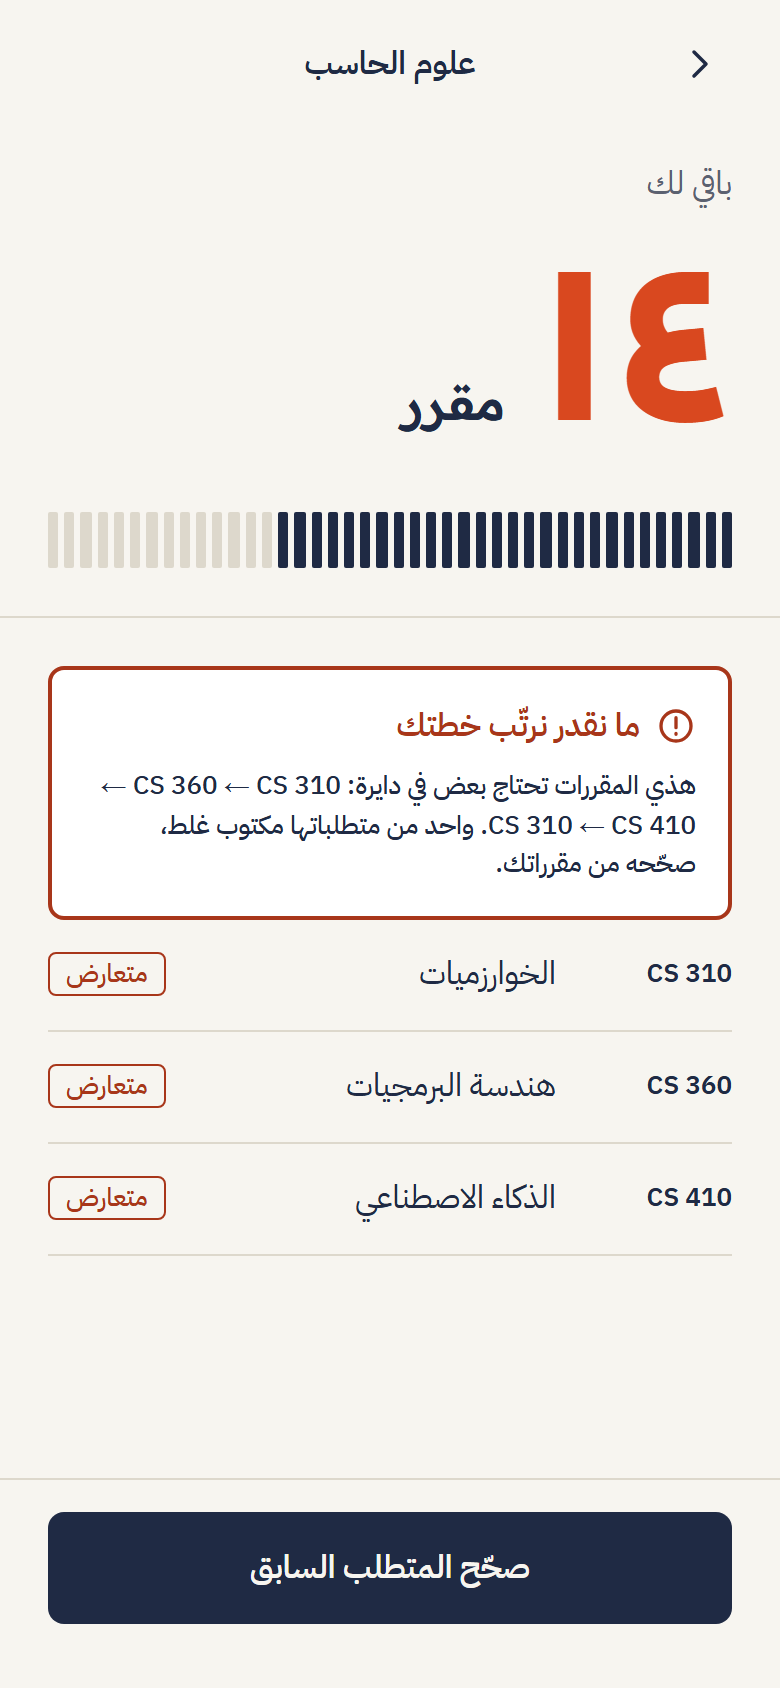 علوم الحاسب
باقي لك
١٤ مقرر
ما نقدر نرتّب خطتك
هذي المقررات تحتاج بعض في دايرة: CS 310 ← CS 360 ←
CS 410 ← CS 310. واحد من متطلباتها مكتوب غلط،
صحّحه من مقرراتك.
CS 310 الخوارزميات متعارض
CS 360 هندسة البرمجيات متعارض
CS 410 الذكاء الاصطناعي متعارض
صحّح المتطلب السابق